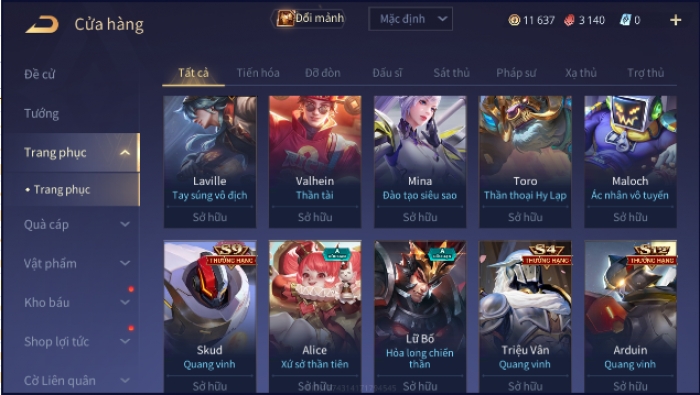 Cửa hàng
Đổi mảnh
Mặc định
11 637
3 140
0
Đề cử
Tướng
Trang phục
Trang phục
Quà cáp
Vật phẩm
Kho báu
Shop lợi tức
Cờ Liên quân
Tất cả Tiến hóa Đỡ đòn Đấu sĩ Sát thủ Pháp sư Xạ thủ Trợ thủ
Laville
Tay súng vô địch
Sở hữu
Valhein
Thần tài
Sở hữu
Mina
Đào tạo siêu sao
Sở hữu
Toro
Thần thoại Hy Lạp
Sở hữu
Maloch
Ác nhân vô tuyến
Sở hữu
S9
THƯỞNG HẠNG
Skud
Quang vinh
Sở hữu
A
Alice
Xứ sở thần tiên
Sở hữu
A
Lữ Bố
Hỏa long chiến
thần
Sở hữu
THƯỞNG HẠNG
Triệu Vân
Quang vinh
Sở hữu
S12
THƯỞNG HẠNG
Arduin
Quang vinh
Sở hữu